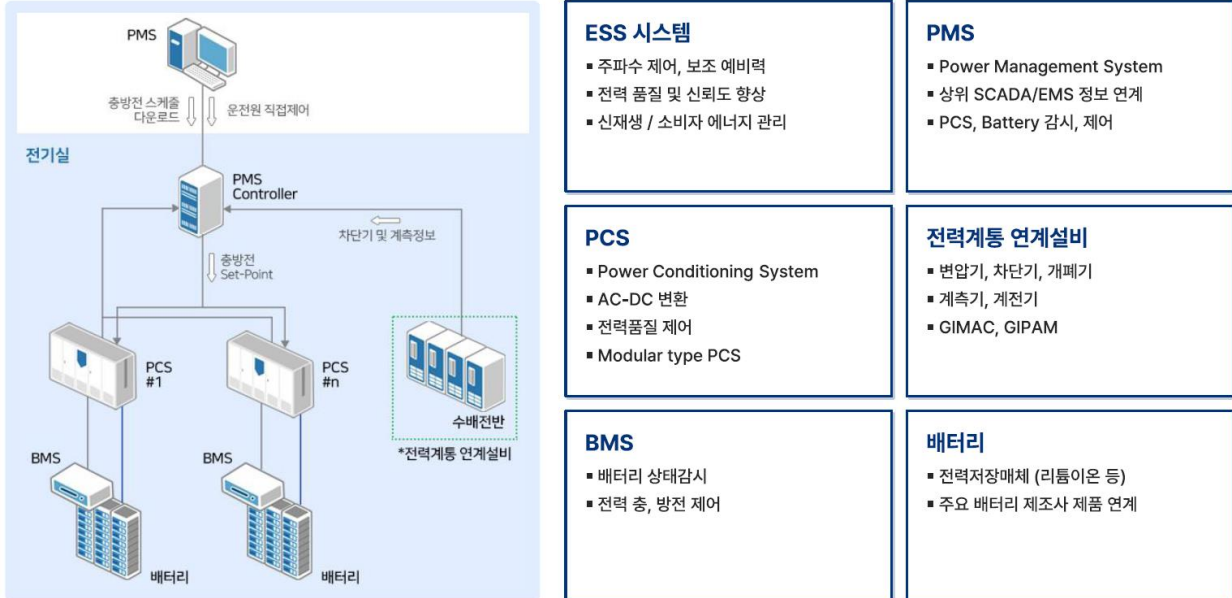 PMS
충방전 스케줄
다운로드
운전원 직접제어
전기실
PMS
Controller
차단기 및 계측정보
충방전
Set-Point
PCS
#1
PCS
#n
수배전반
*전력계통 연계설비
BMS
BMS
배터리
배터리
ESS 시스템
▪ 주파수 제어, 보조 예비력
▪ 전력 품질 및 신뢰도 향상
▪ 신재생 / 소비자 에너지 관리
PMS
▪ Power Management System
▪ 상위 SCADA/EMS 정보 연계
▪ PCS, Battery 감시, 제어
PCS
▪ Power Conditioning System
▪ AC-DC 변환
▪ 전력품질 제어
▪ Modular type PCS
전력계통 연계설비
▪ 변압기, 차단기, 개폐기
▪ 계측기, 계전기
▪ GIMAC, GIPAM
BMS
▪ 배터리 상태감시
▪ 전력 충, 방전 제어
배터리
▪ 전력저장매체 (리튬이온 등)
▪ 주요 배터리 제조사 제품 연계